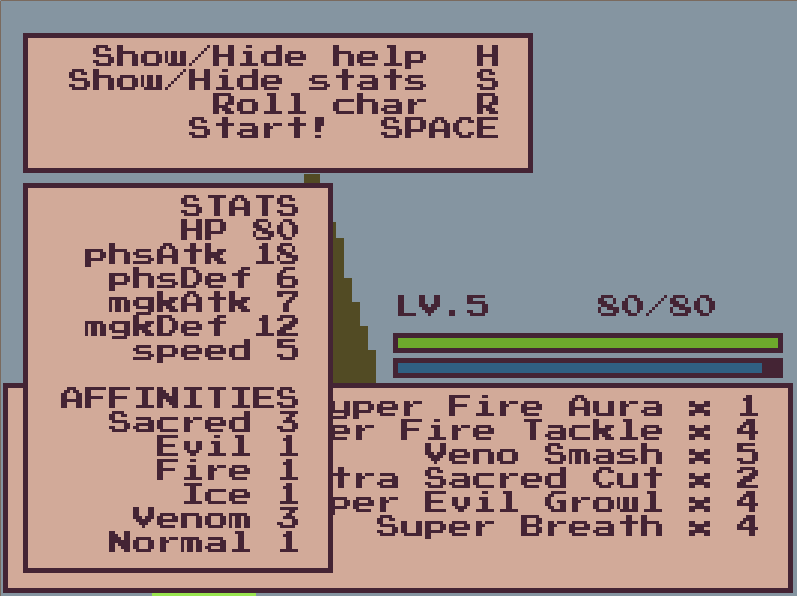 Show/Hide help H
Show/Hide stats S
Roll char R
Start! SPACE
STATS
HP 80
phsAtk 18
phsDef 6
mgkAtk 7
mgkDef 12
speed 5
AFFINITIES
Sacred 3
Evil 1
Fire 1
Ice 1
Venom 3
Normal 1
LV.5 80/80
Fire Aura x 1
Fire Tackle x 4
Veno Smash x 5
Sacred Cut x 2
Evil Growl x 4
Super Breath x 4